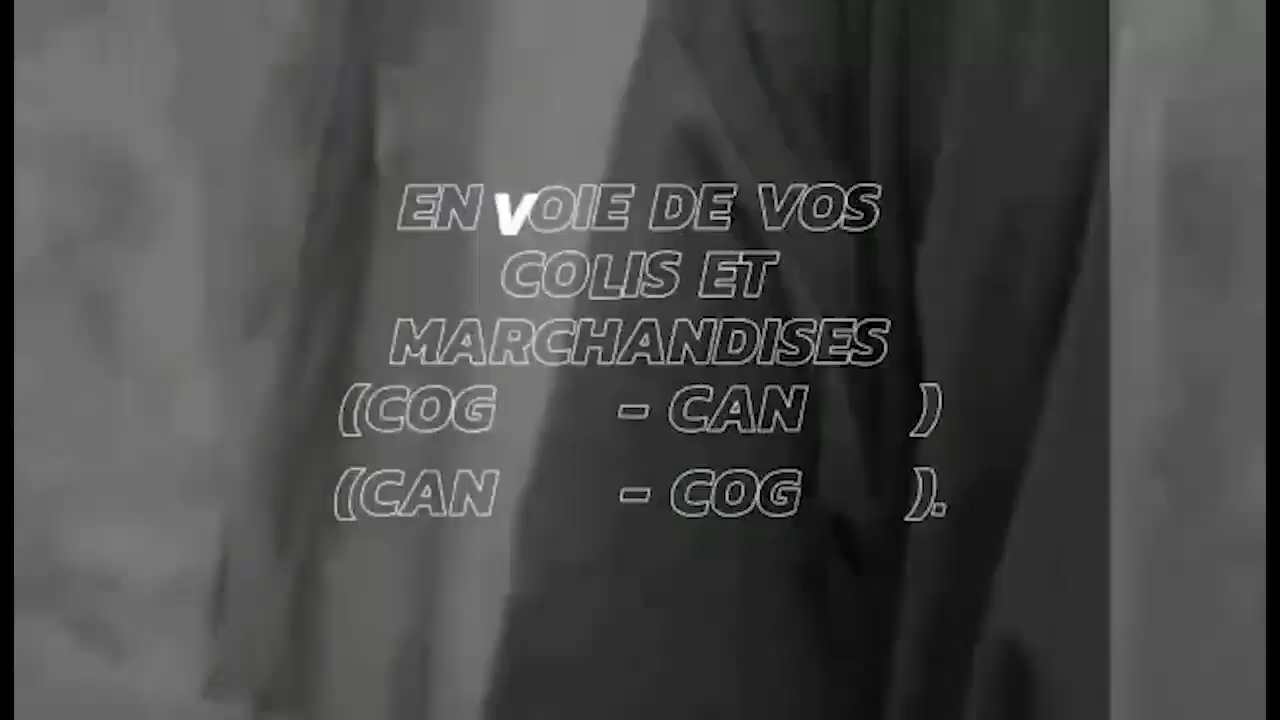 EN VOIE DE VOS
COLIS ET
MARCHANDISES
(COG - CAN )
(CAN - COG ).